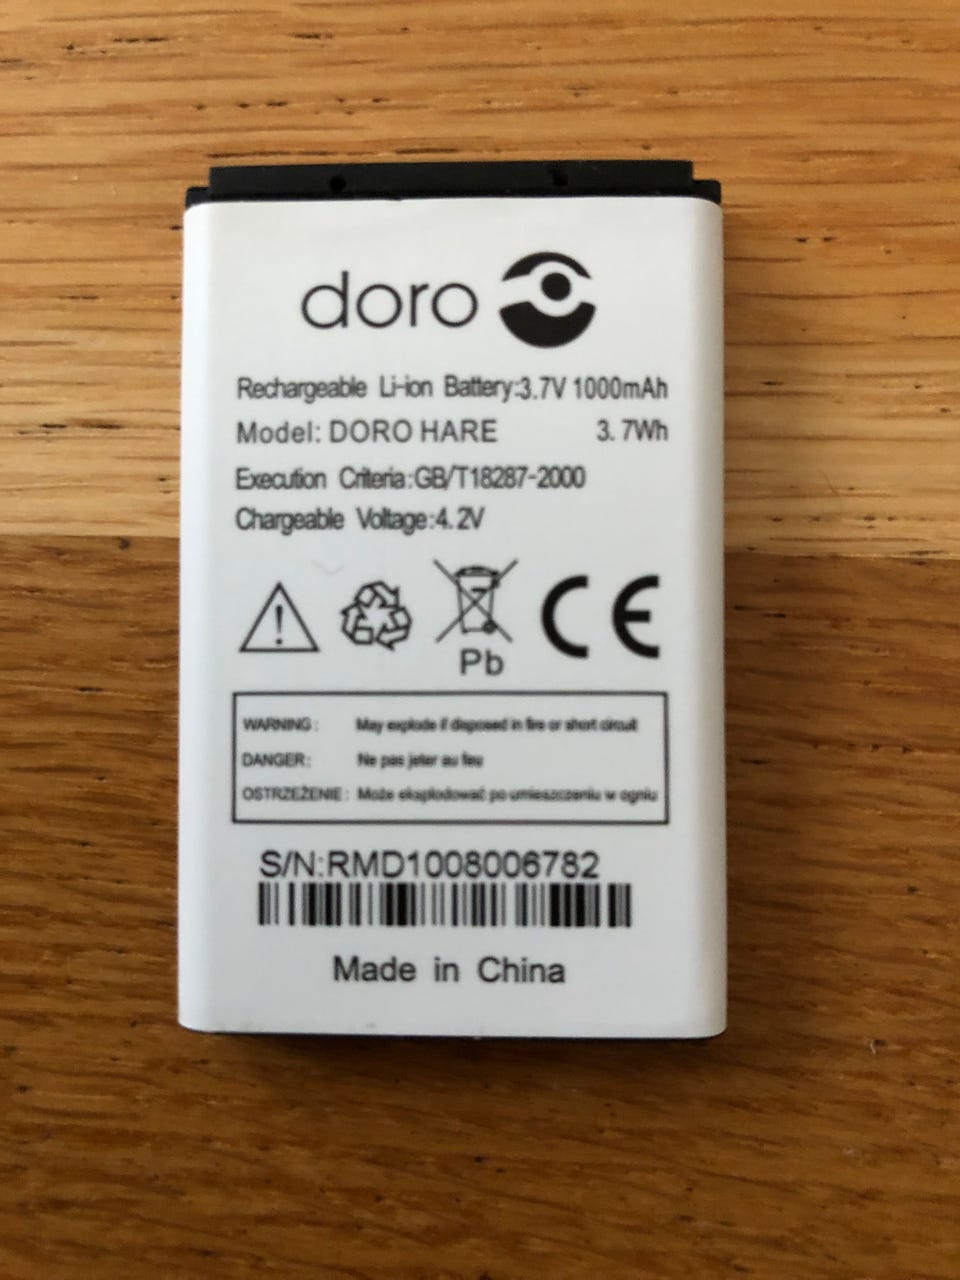 doro
Rechargeable Li-ion Battery:3.7V 1000mAh
Model: DORO HARE 3.7Wh
Execution Criteria:GB/T18287-2000
Chargeable Voltage:4.2V
Pb
CE
WARNING: May explode if disposed in fire or short circuit
DANGER: Ne pas jeter au feu
OSTRZEŻENIE: Może eksplodować po umieszczeniu w ogniu
S/N:RMD1008006782
Made in China